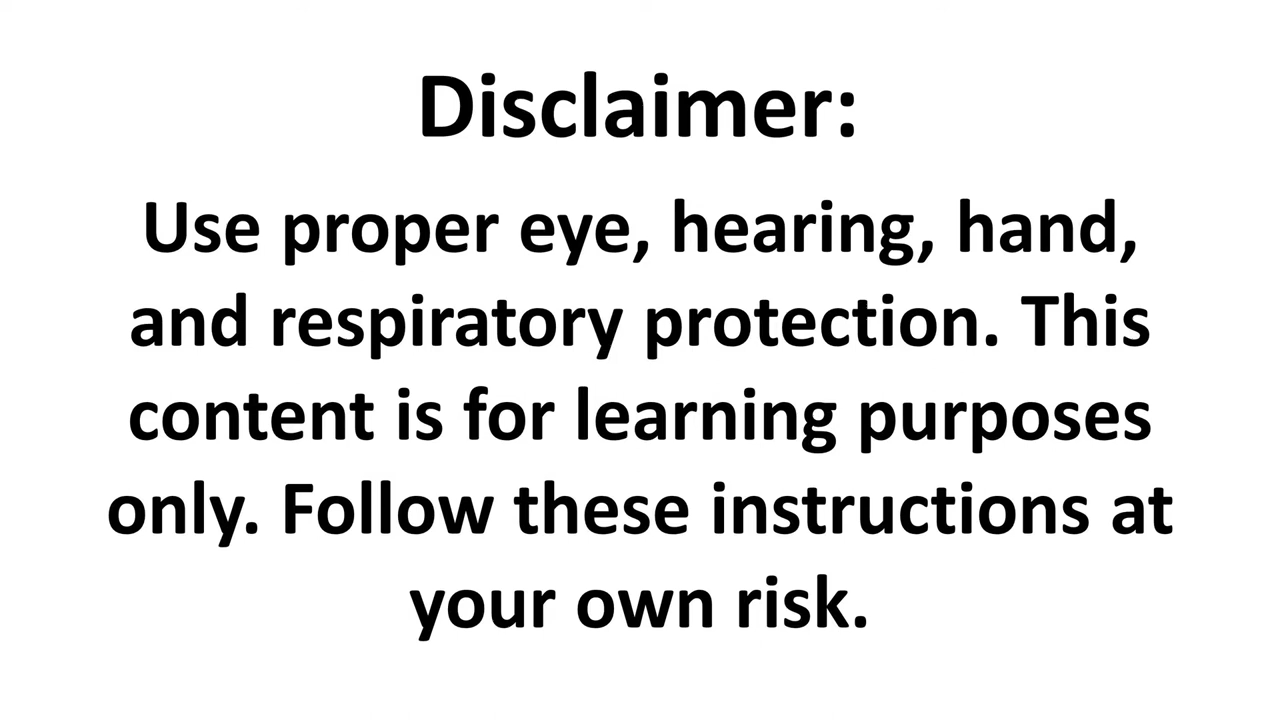 Disclaimer:
Use proper eye, hearing, hand,
and respiratory protection. This
content is for learning purposes
only. Follow these instructions at
your own risk.